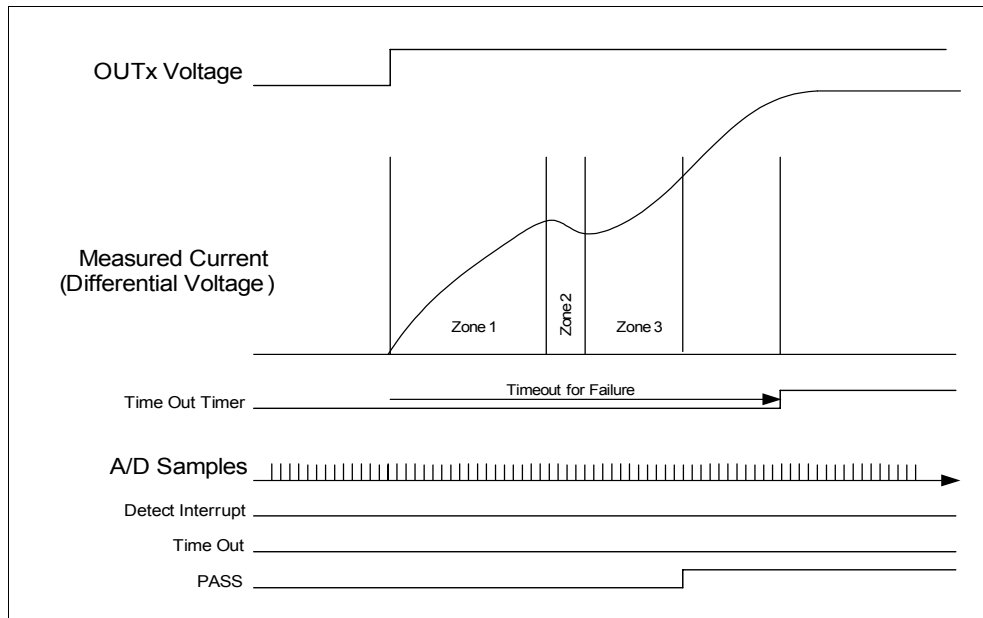 OUTx Voltage
Measured Current
(Differential Voltage)
Zone 1
Zone 2
Zone 3
Time Out Timer
Timeout for Failure
A/D Samples
Detect Interrupt
Time Out
PASS